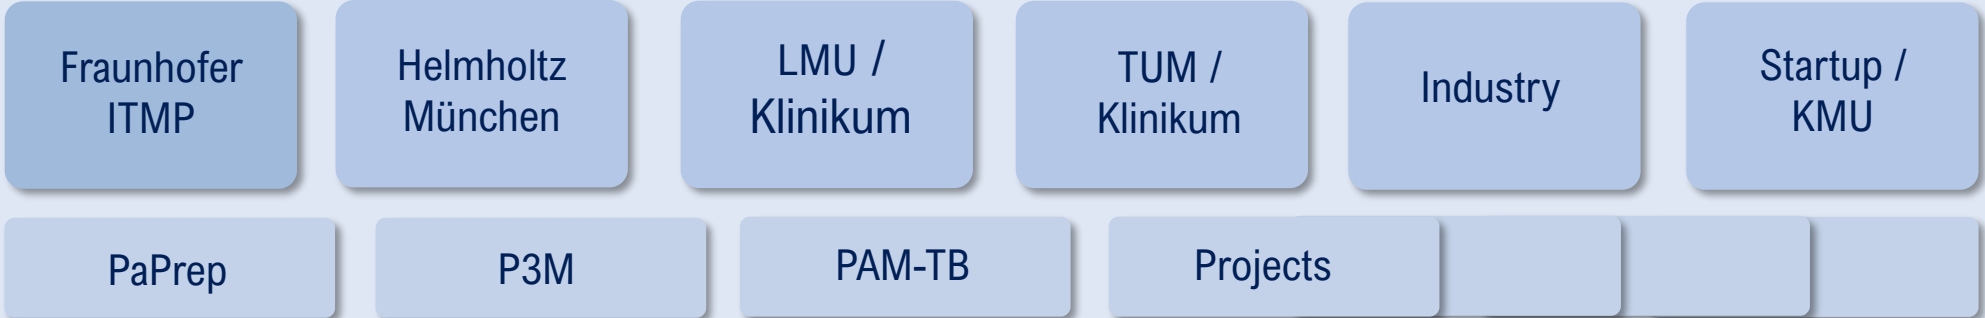 Fraunhofer
ITMP
Helmholtz
München
LMU /
Klinikum
TUM /
Klinikum
Industry
Startup /
KMU
PaPrep
P3M
PAM-TB
Projects